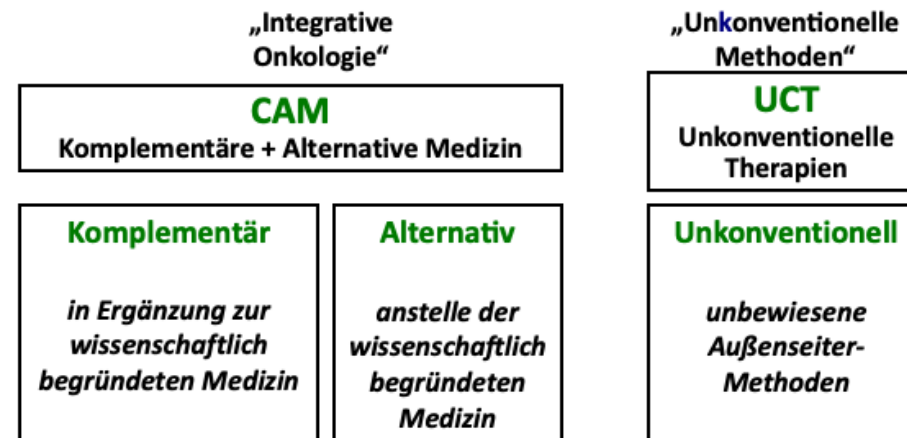 „Integrative
Onkologie“
CAM
Komplementäre + Alternative Medizin
Komplementär
in Ergänzung zur
wissenschaftlich
begründeten Medizin
Alternativ
anstelle der
wissenschaftlich
begründeten
Medizin
„Unkonventionelle
Methoden“
UCT
Unkonventionelle
Therapien
Unkonventionell
unbewiesene
Außenseiter-
Methoden